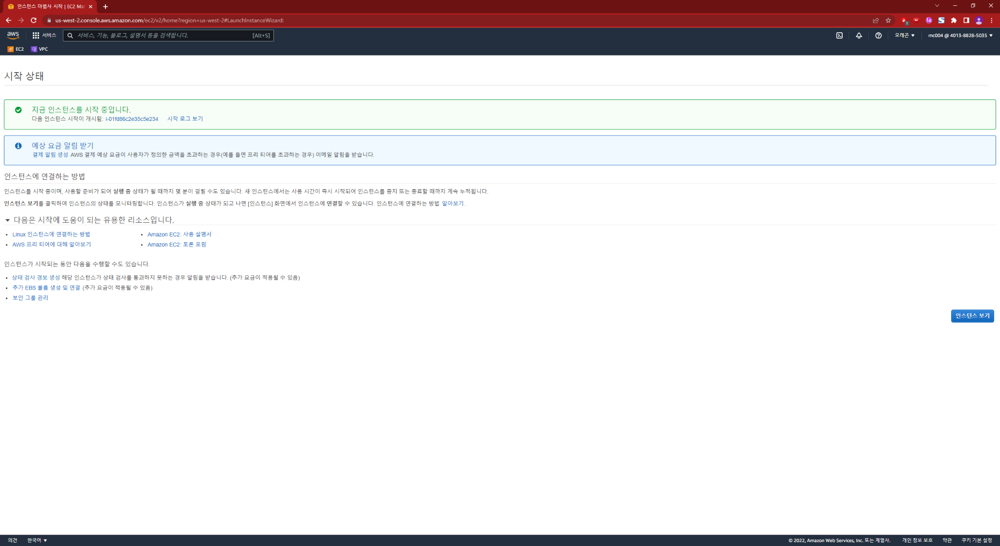 인스턴스 마법사 시작 | EC2 Mar
us-west-2.console.aws.amazon.com/ec2/v2/home?region=us-west-2#LaunchInstanceWizard:
1
aws 서비스 서비스, 기능, 블로그, 설명서 등을 검색합니다. [Alt+S] 오레곤 ▼ mc004 @ 4013-8828-5035 ▼
EC2 VPC
시작 상태
지금 인스턴스를 시작 중입니다.
다음 인스턴스 시작이 개시됨: i-01fd86c2e35c5e234 시작 로그 보기
예상 요금 알림 받기
결제 알림 생성 AWS 결제 예상 요금이 사용자가 정의한 금액을 초과하는 경우(예를 들면 프리 티어를 초과하는 경우) 이메일 알림을 받습니다.
인스턴스에 연결하는 방법
인스턴스를 시작 중이며, 사용할 준비가 되어 실행 중 상태가 될 때까지 몇 분이 걸릴 수도 있습니다. 새 인스턴스에서는 사용 시간이 즉시 시작되어 인스턴스를 중지 또는 종료할 때까지 계속 누적됩니다.
인스턴스 보기를 클릭하여 인스턴스의 상태를 모니터링합니다. 인스턴스가 실행 중 상태가 되고 나면 [인스턴스] 화면에서 인스턴스에 연결할 수 있습니다. 인스턴스에 연결하는 방법 알아보기.
▼ 다음은 시작에 도움이 되는 유용한 리소스입니다.
• Linux 인스턴스에 연결하는 방법 • Amazon EC2: 사용 설명서
• AWS 프리 티어에 대해 알아보기 • Amazon EC2: 토론 포럼
인스턴스가 시작되는 동안 다음을 수행할 수도 있습니다.
• 상태 검사 경보 생성 해당 인스턴스가 상태 검사를 통과하지 못하는 경우 알림을 받습니다. (추가 요금이 적용될 수 있음)
• 추가 EBS 볼륨 생성 및 연결 (추가 요금이 적용될 수 있음)
• 보안 그룹 관리
인스턴스 보기
의견 한국어 ▼ © 2022, Amazon Web Services, Inc. 또는 계열사. 개인 정보 보호 약관 쿠키 기본 설정